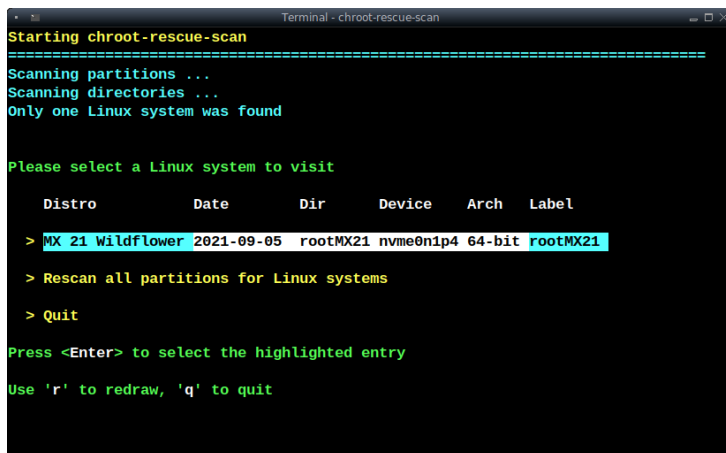 Terminal - chroot-rescue-scan
Starting chroot-rescue-scan
===============================================================================
Scanning partitions ...
Scanning directories ...
Only one Linux system was found
Please select a Linux system to visit
Distro Date Dir Device Arch Label
> MX 21 Wildflower 2021-09-05 rootMX21 nvme0n1p4 64-bit rootMX21
> Rescan all partitions for Linux systems
> Quit
Press <Enter> to select the highlighted entry
Use 'r' to redraw, 'q' to quit